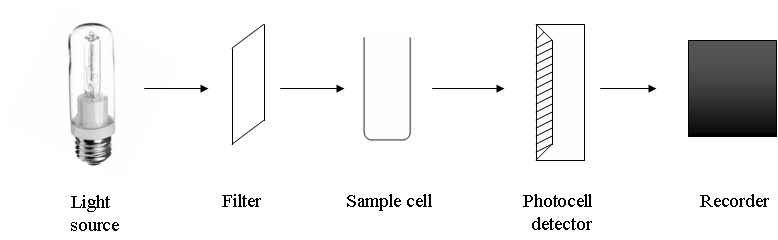 Light source
Filter
Sample cell
Photocell detector
Recorder